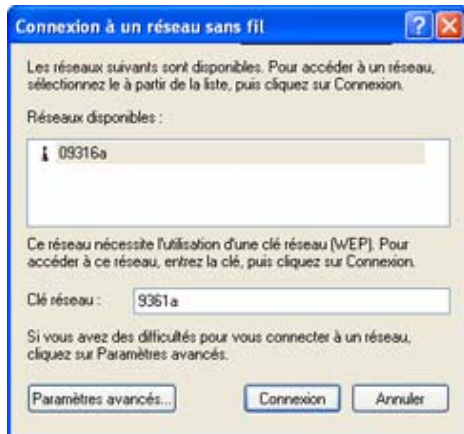 Connexion à un réseau sans fil
Les réseaux suivants sont disponibles. Pour accéder à un réseau,
sélectionnez le à partir de la liste, puis cliquez sur Connexion.
Réseaux disponibles :
09316a
Ce réseau nécessite l'utilisation d'une clé réseau (WEP). Pour
accéder à ce réseau, entrez la clé, puis cliquez sur Connexion.
Clé réseau : 9361a
Si vous avez des difficultés pour vous connecter à un réseau,
cliquez sur Paramètres avancés.
Paramètres avancés... Connexion Annuler